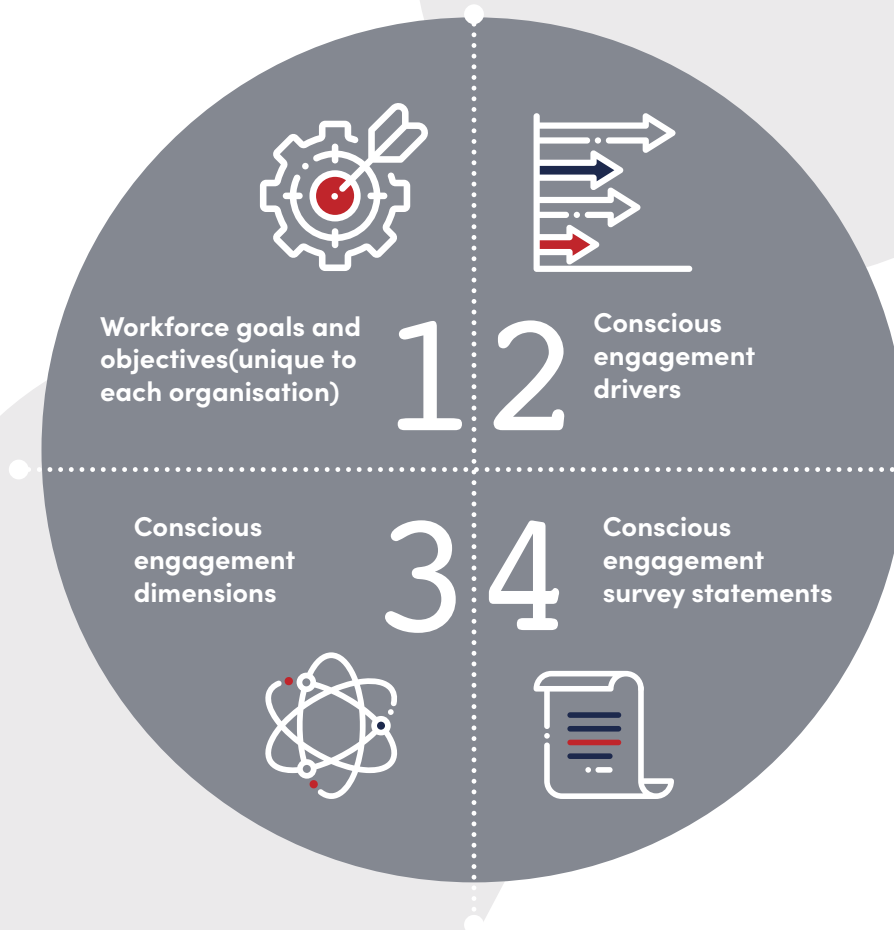 Workforce goals and
objectives(unique to
each organisation)
1
2
Conscious
engagement
drivers
Conscious
engagement
dimensions
3
4
Conscious
engagement
survey statements